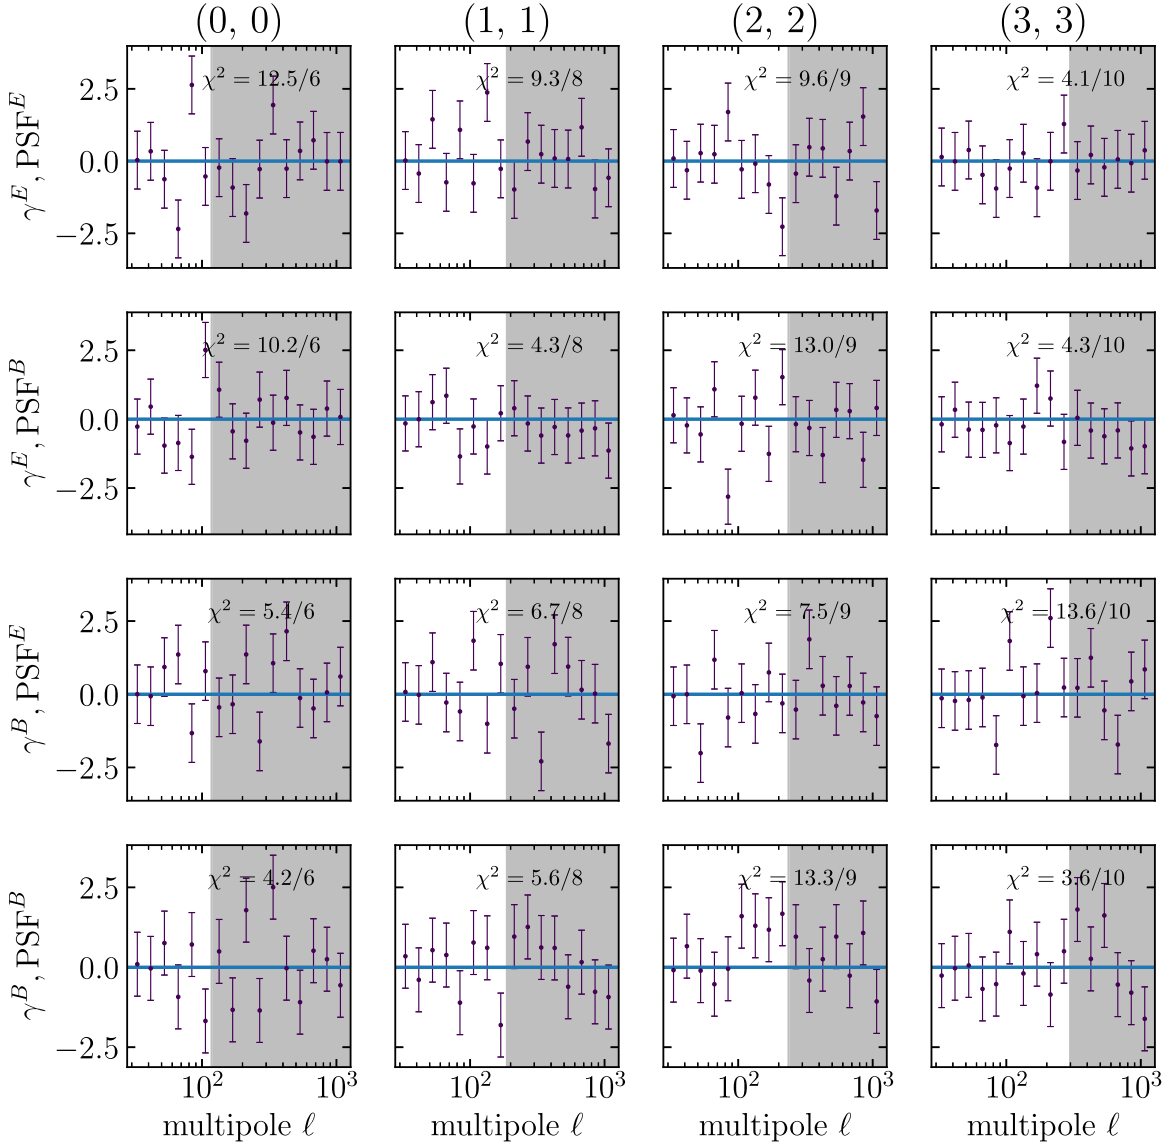 (0, 0) (1, 1) (2, 2) (3, 3)
γ^E, PSF^E
2.5
0.0
−2.5
χ² = 12.5/6
χ² = 9.3/8
χ² = 9.6/9
χ² = 4.1/10
γ^E, PSF^B
2.5
0.0
−2.5
χ² = 10.2/6
χ² = 4.3/8
χ² = 13.0/9
χ² = 4.3/10
γ^B, PSF^E
2.5
0.0
−2.5
χ² = 5.4/6
χ² = 6.7/8
χ² = 7.5/9
χ² = 13.6/10
γ^B, PSF^B
2.5
0.0
−2.5
χ² = 4.2/6
χ² = 5.6/8
χ² = 13.3/9
χ² = 3.6/10
10² 10³ 10² 10³ 10² 10³ 10² 10³
multipole ℓ multipole ℓ multipole ℓ multipole ℓ